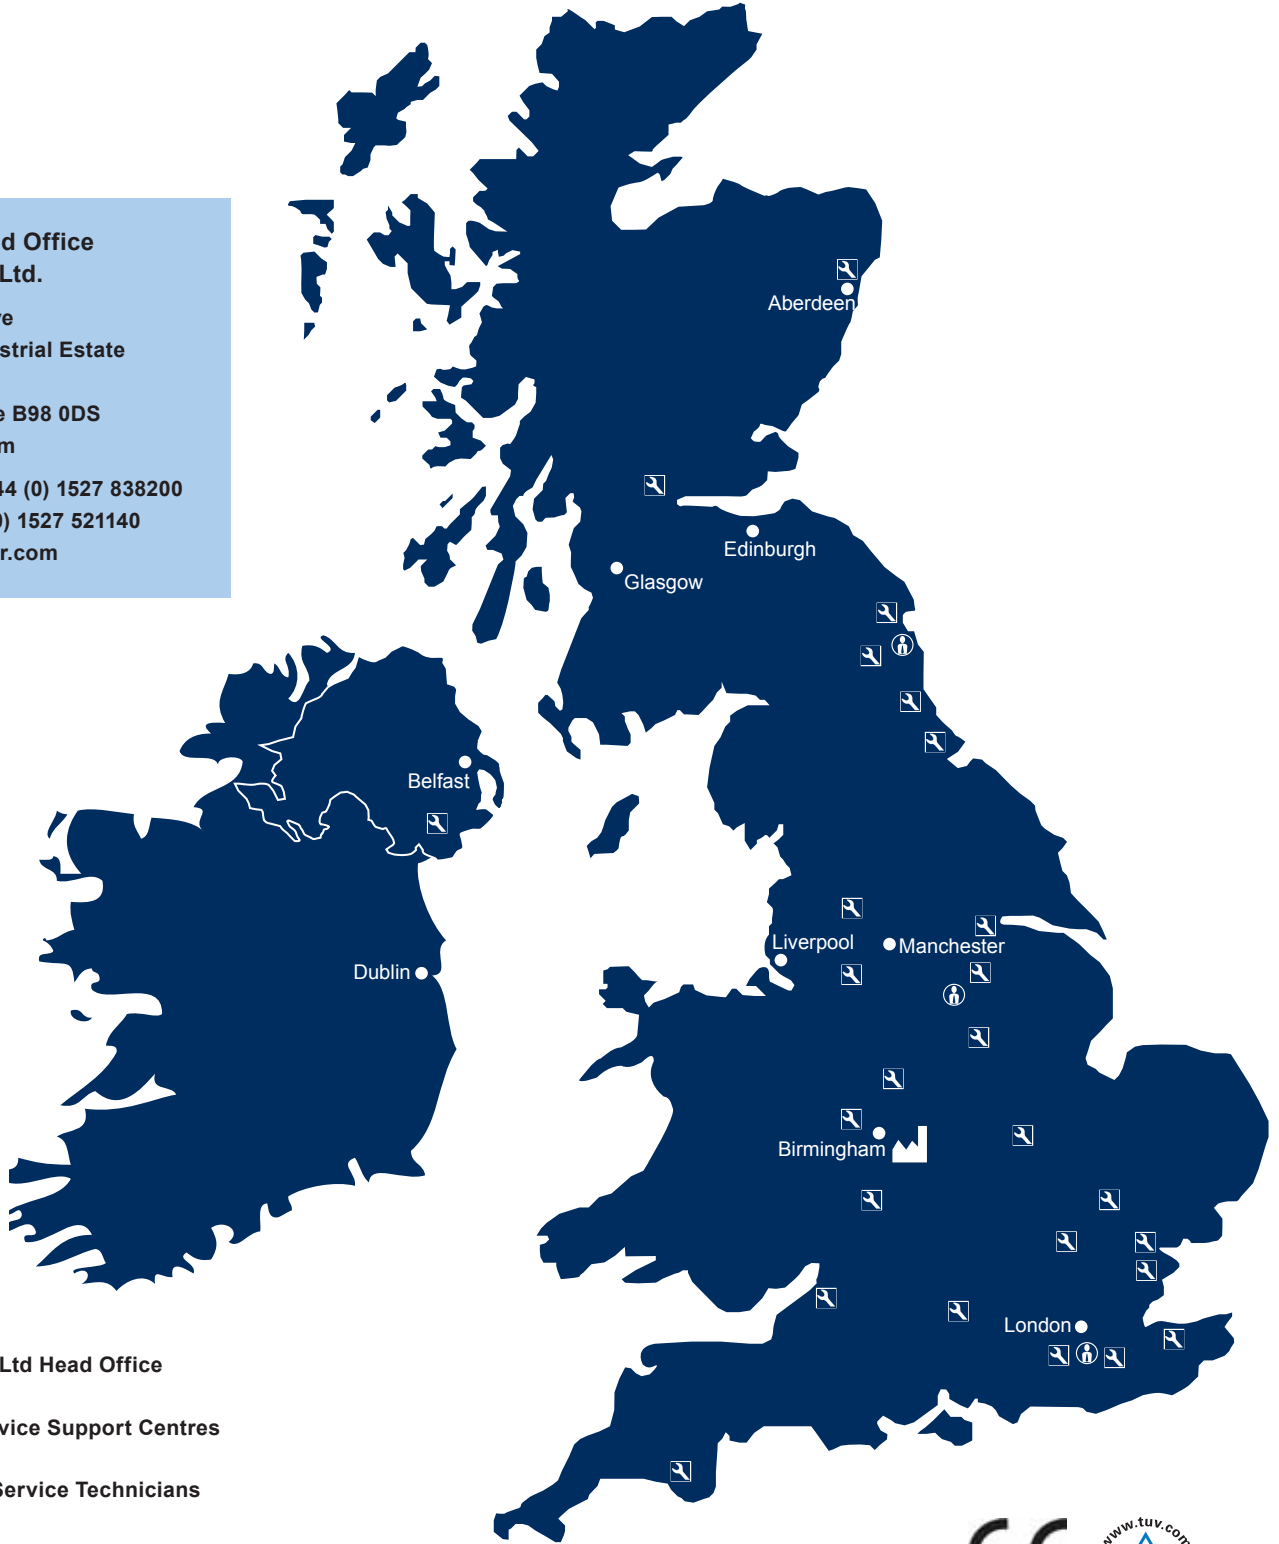 d Office
Ltd.
e
strial Estate
e B98 0DS
m
44 (0) 1527 838200
0) 1527 521140
r.com
Aberdeen
Edinburgh
Glasgow
Belfast
Liverpool
Manchester
Dublin
Birmingham
London
Ltd Head Office
vice Support Centres
Service Technicians
www.tuv.com